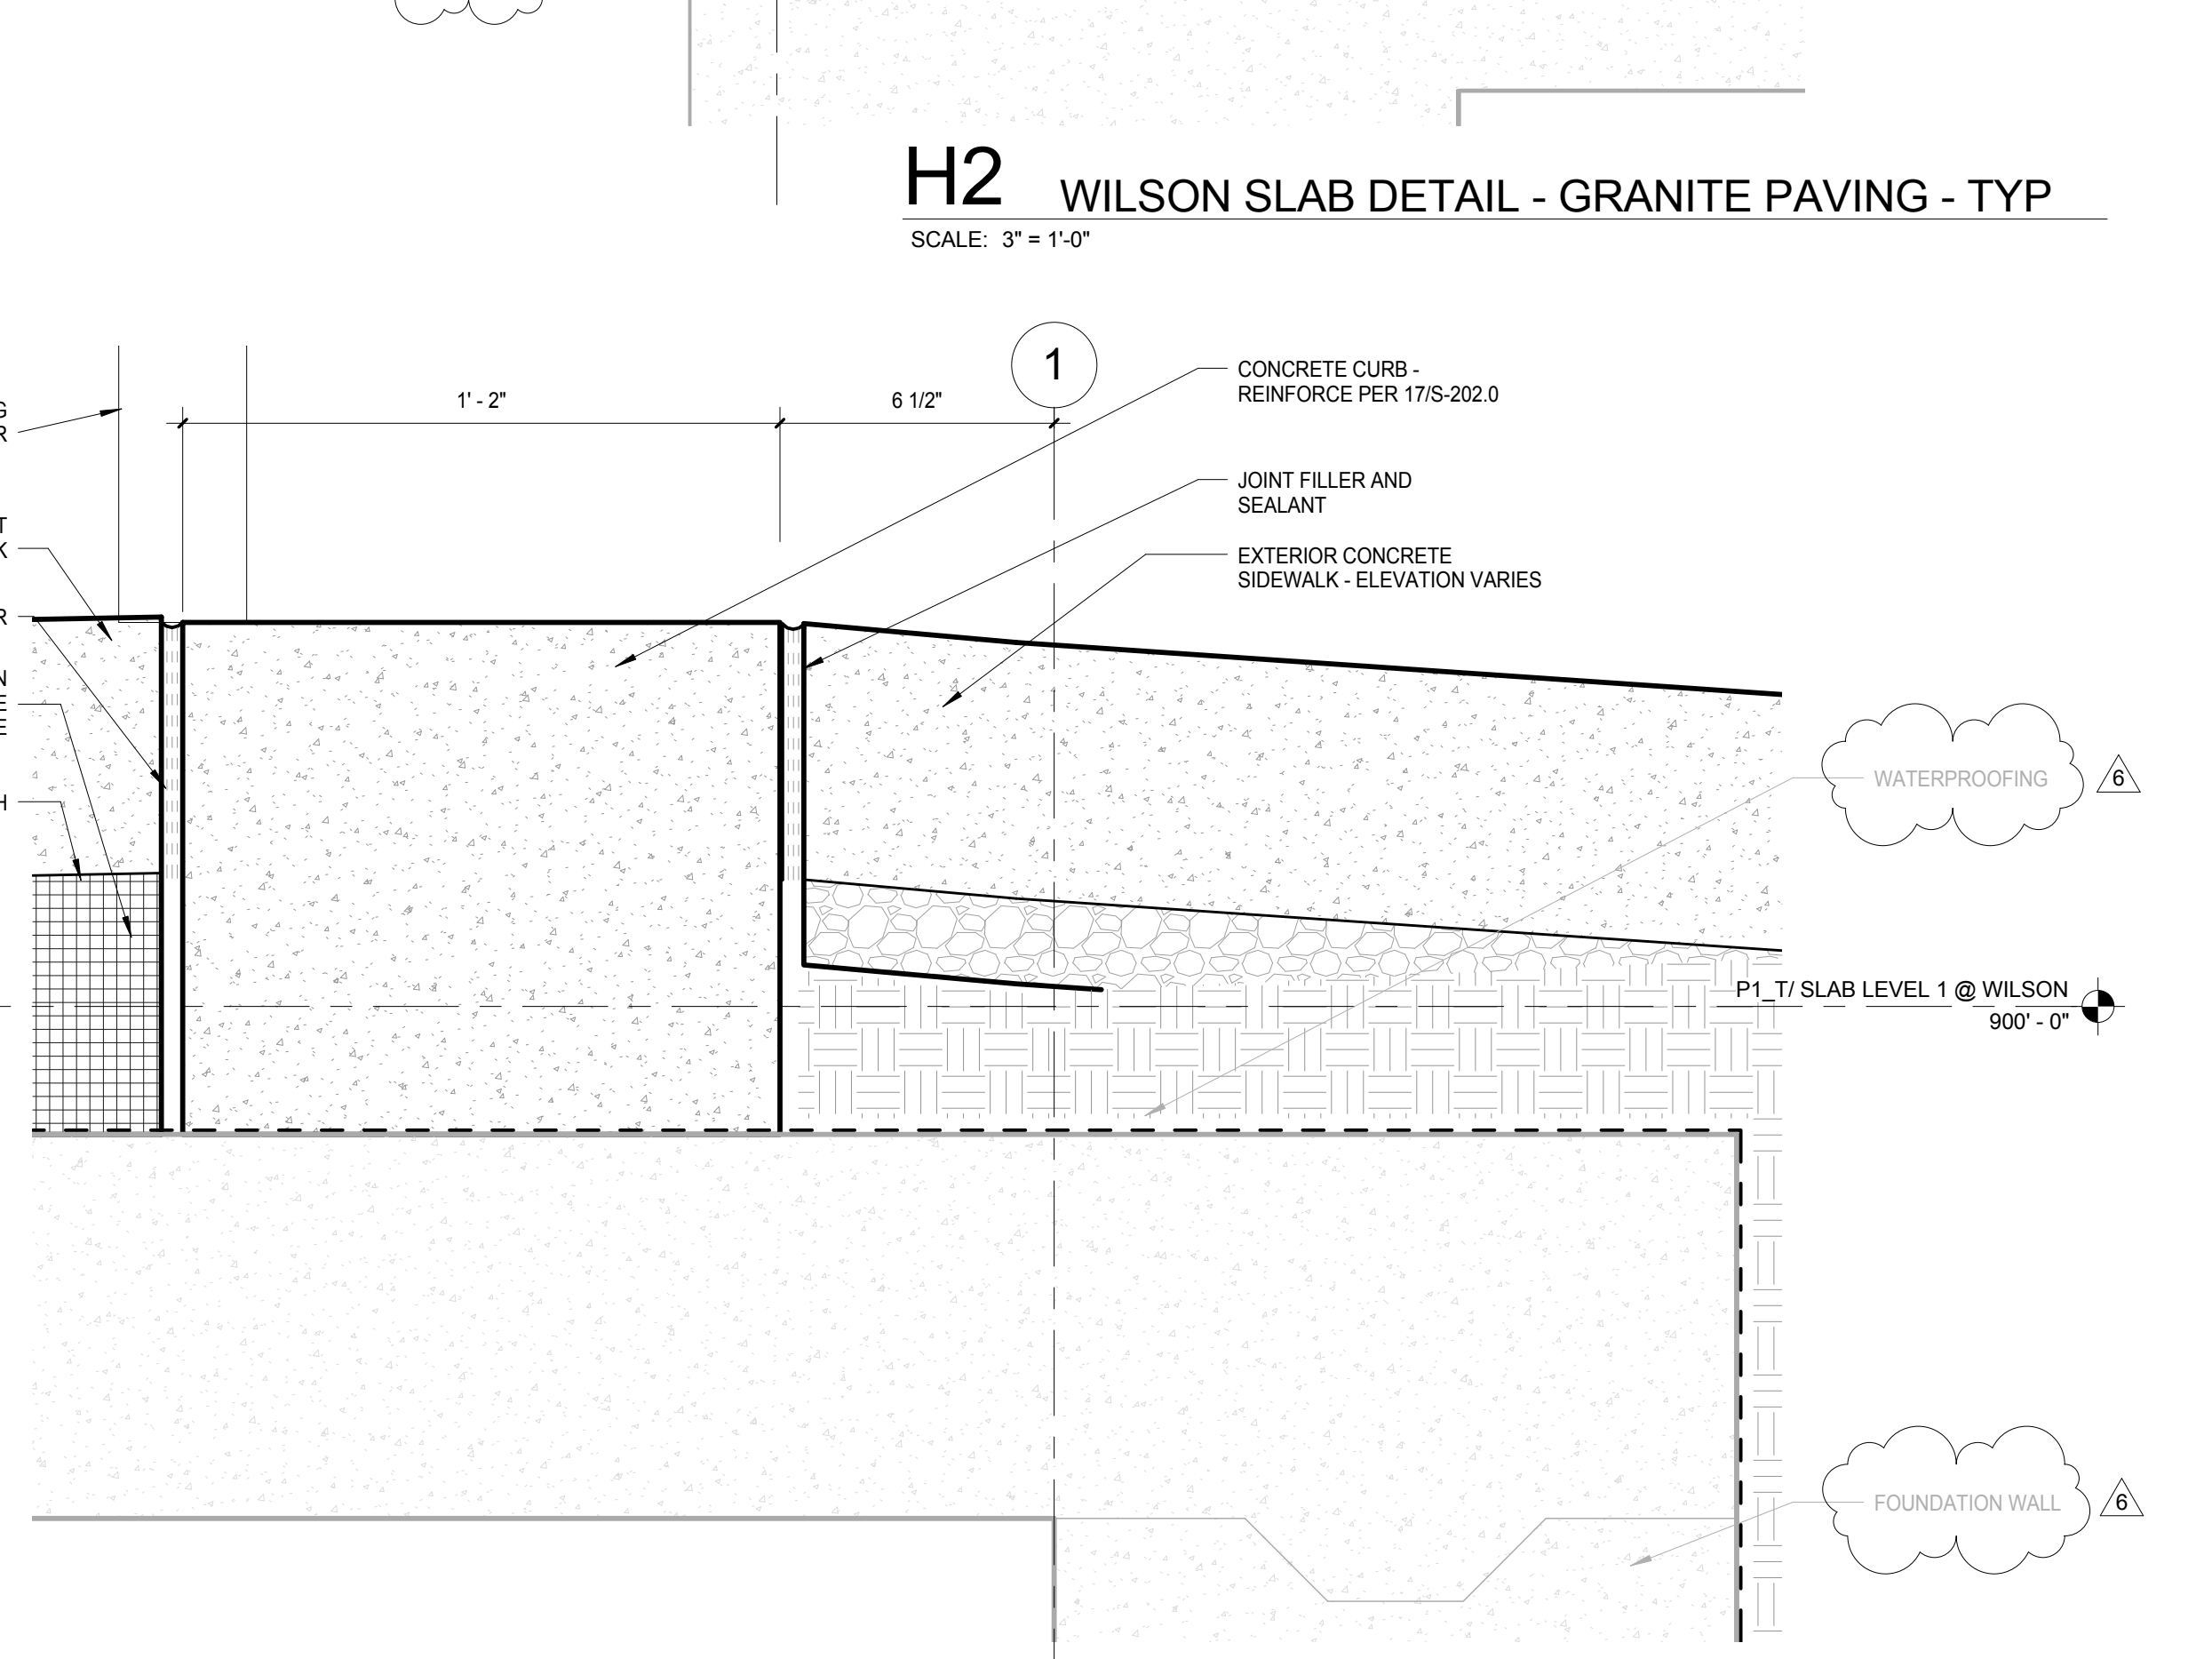 H2 WILSON SLAB DETAIL - GRANITE PAVING - TYP
SCALE: 3" = 1'-0"
1
1' - 2"
6 1/2"
CONCRETE CURB -
REINFORCE PER 17/S-202.0
JOINT FILLER AND
SEALANT
EXTERIOR CONCRETE
SIDEWALK - ELEVATION VARIES
G
R
T
K
R
N
E
E
H
WATERPROOFING
6
P1_T/ SLAB LEVEL 1 @ WILSON
900' - 0"
FOUNDATION WALL
6